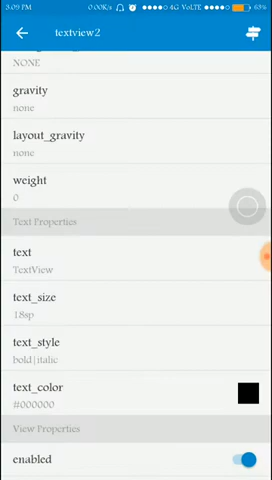 3:09 PM 0.00K/s 4G VoLTE 63%
textview2
NONE
gravity
none
layout_gravity
none
weight
0
Text Properties
text
TextView
text_size
18sp
text_style
bold|italic
text_color
#000000
View Properties
enabled